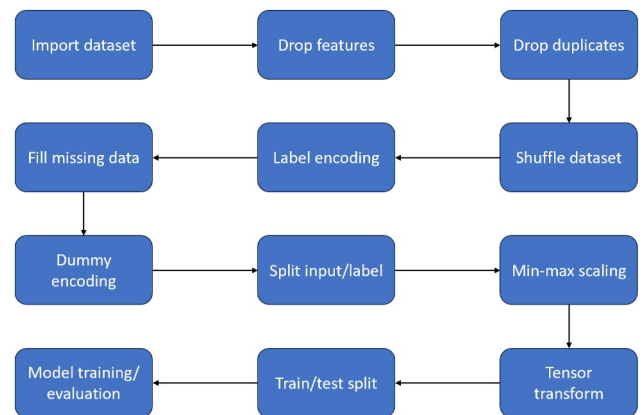 Import dataset
Drop features
Drop duplicates
Shuffle dataset
Label encoding
Fill missing data
Dummy
encoding
Split input/label
Min-max scaling
Tensor
transform
Train/test split
Model training/
evaluation